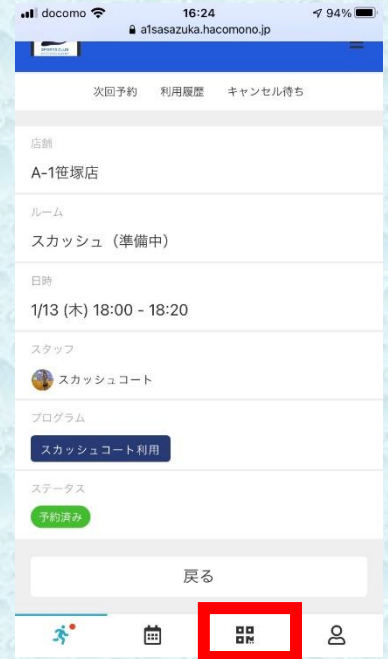 docomo 16:24 94%
a1sasazuka.hacomono.jp
SPORTS CLUB
次回予約 利用履歴 キャンセル待ち
店舗
A-1笹塚店
ルーム
スカッシュ（準備中）
日時
1/13 (木) 18:00 - 18:20
スタッフ
スカッシュコート
プログラム
スカッシュコート利用
ステータス
予約済み
戻る